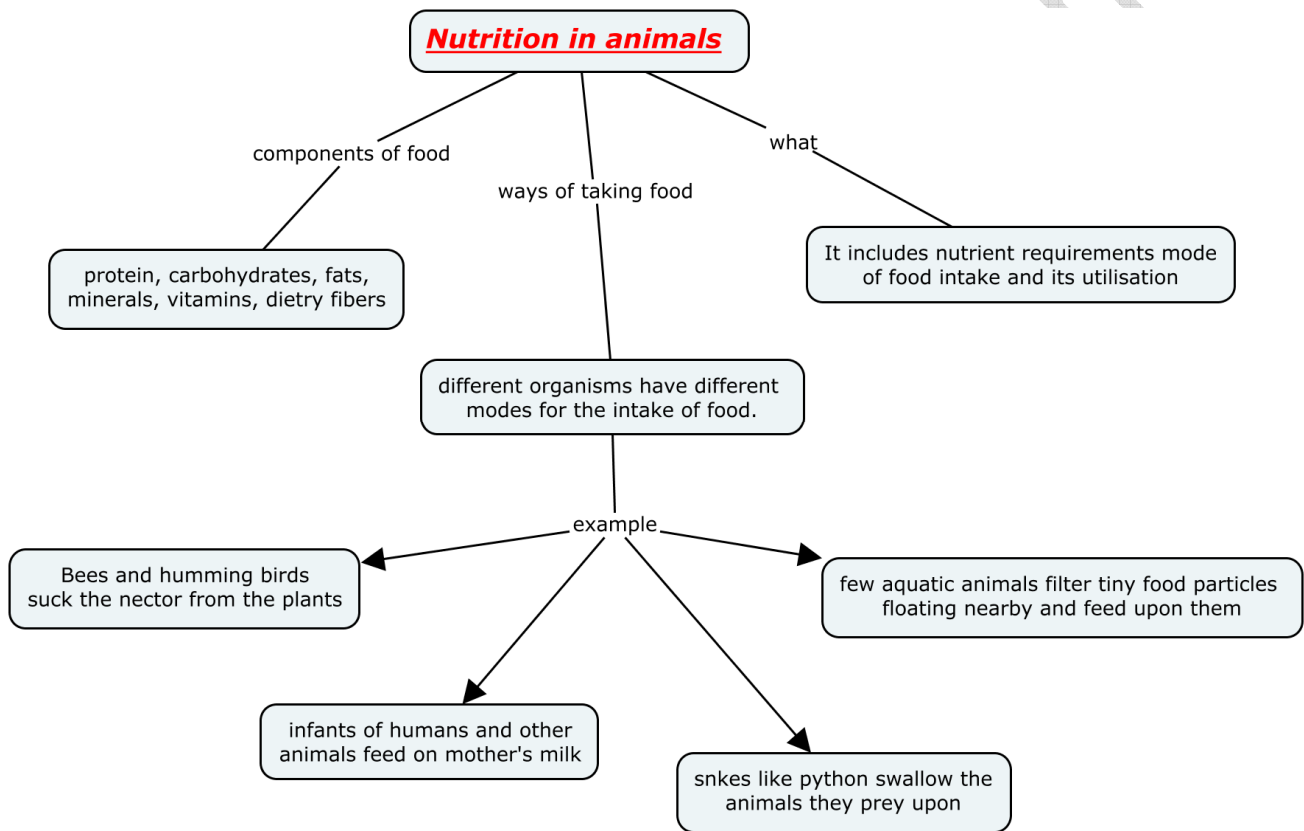 Nutrition in animals
components of food
ways of taking food
what
protein, carbohydrates, fats,
minerals, vitamins, dietry fibers
It includes nutrient requirements mode
of food intake and its utilisation
different organisms have different
modes for the intake of food.
example
Bees and humming birds
suck the nector from the plants
few aquatic animals filter tiny food particles
floating nearby and feed upon them
infants of humans and other
animals feed on mother's milk
snkes like python swallow the
animals they prey upon